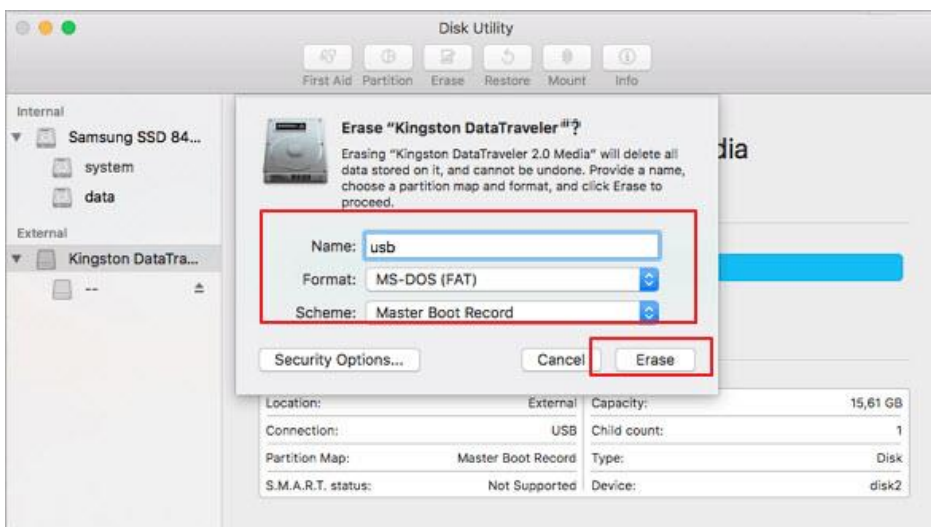 Disk Utility
First Aid Partition Erase Restore Mount Info
Internal
Samsung SSD 84...
system
data
External
Kingston DataTra...
--
dia
Erase "Kingston DataTraveler"?
Erasing "Kingston DataTraveler 2.0 Media" will delete all
data stored on it, and cannot be undone. Provide a name,
choose a partition map and format, and click Erase to
proceed.
Name: usb
Format: MS-DOS (FAT)
Scheme: Master Boot Record
Security Options... Cancel Erase
Location: External Capacity: 15,61 GB
Connection: USB Child count: 1
Partition Map: Master Boot Record Type: Disk
S.M.A.R.T. status: Not Supported Device: disk2